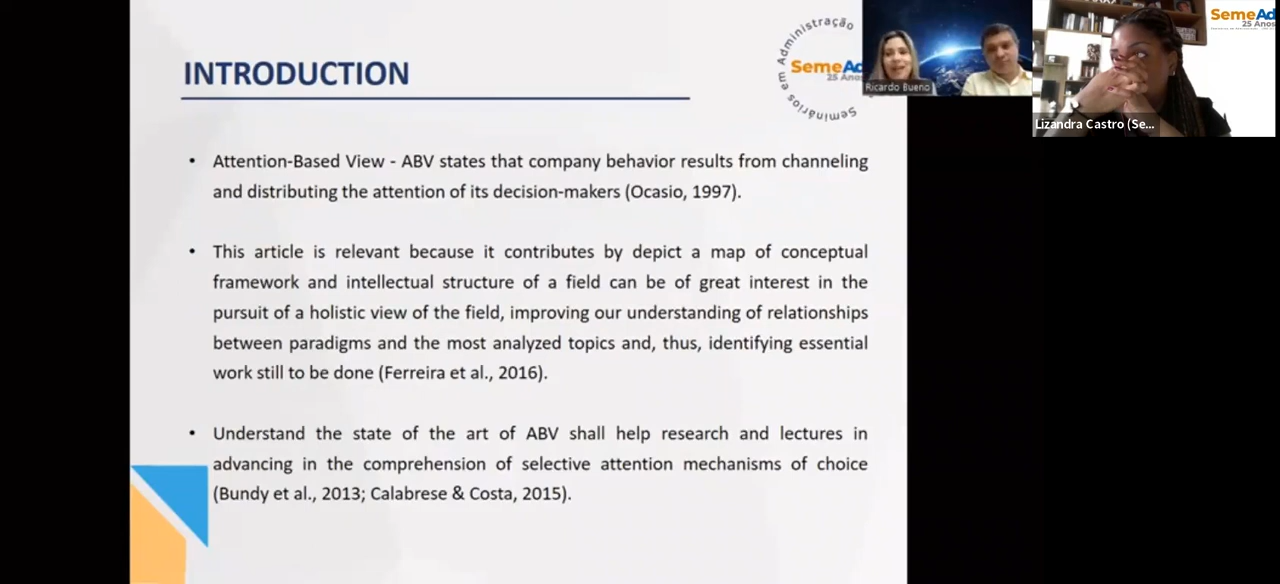 INTRODUCTION
Seminários em Administração
SemeAd
25 Anos
Ricardo Bueno
SemeAd
25 Anos
Lizandra Castro (Se...
• Attention-Based View - ABV states that company behavior results from channeling
and distributing the attention of its decision-makers (Ocasio, 1997).
• This article is relevant because it contributes by depict a map of conceptual
framework and intellectual structure of a field can be of great interest in the
pursuit of a holistic view of the field, improving our understanding of relationships
between paradigms and the most analyzed topics and, thus, identifying essential
work still to be done (Ferreira et al., 2016).
• Understand the state of the art of ABV shall help research and lectures in
advancing in the comprehension of selective attention mechanisms of choice
(Bundy et al., 2013; Calabrese & Costa, 2015).